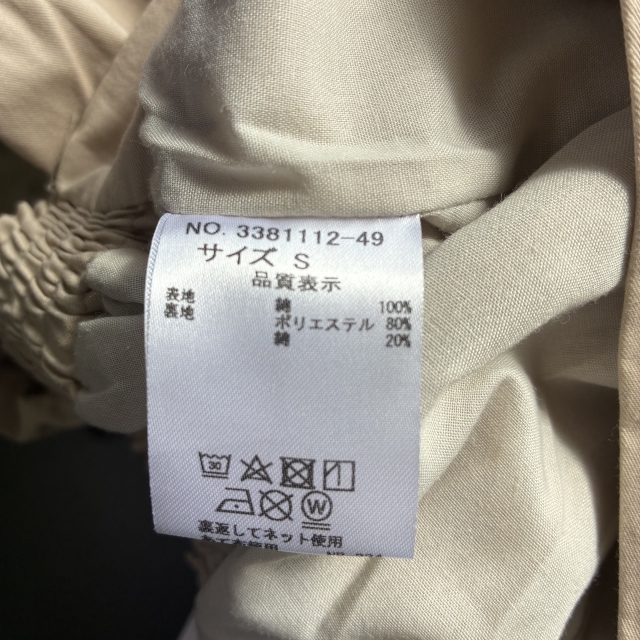 NO. 3381112-49
サイズ S
品質表示
表地 綿 100%
裏地 ポリエステル 80%
綿 20%
30
W
裏返してネット使用